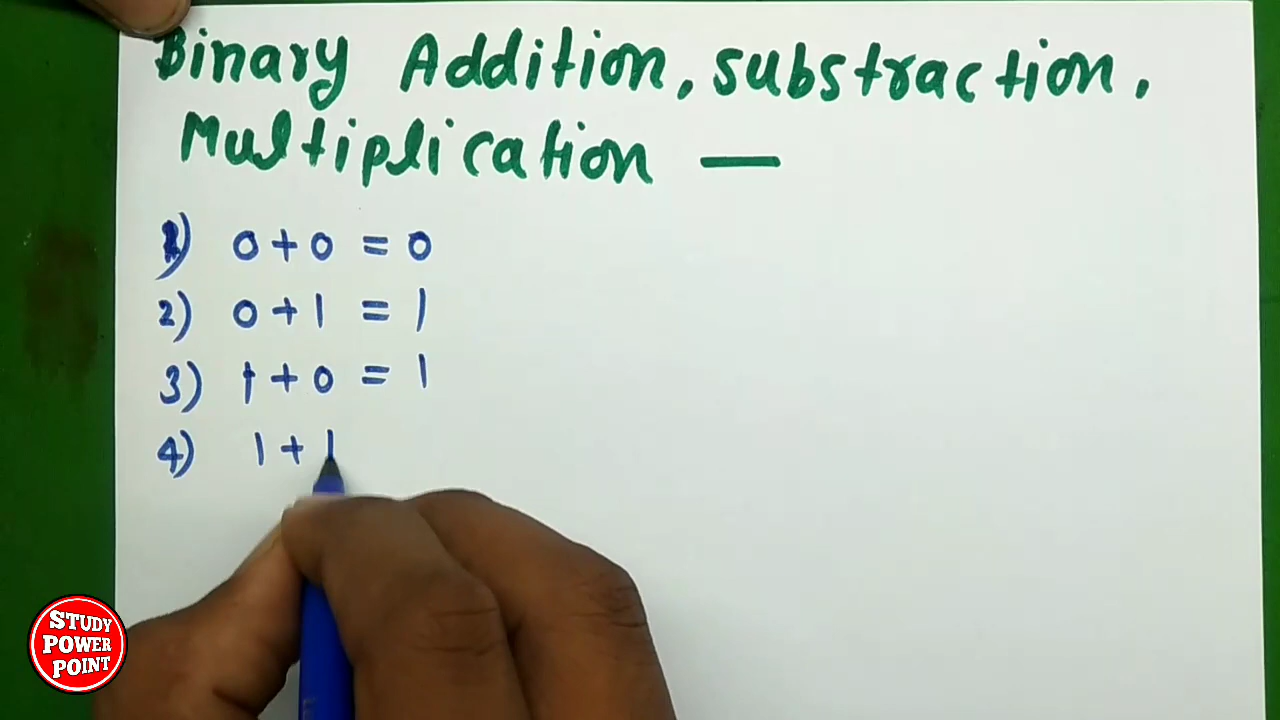 Binary Addition, substraction,
Multiplication —
1) 0 + 0 = 0
2) 0 + 1 = 1
3) 1 + 0 = 1
4) 1 + 1
STUDY
POWER
POINT